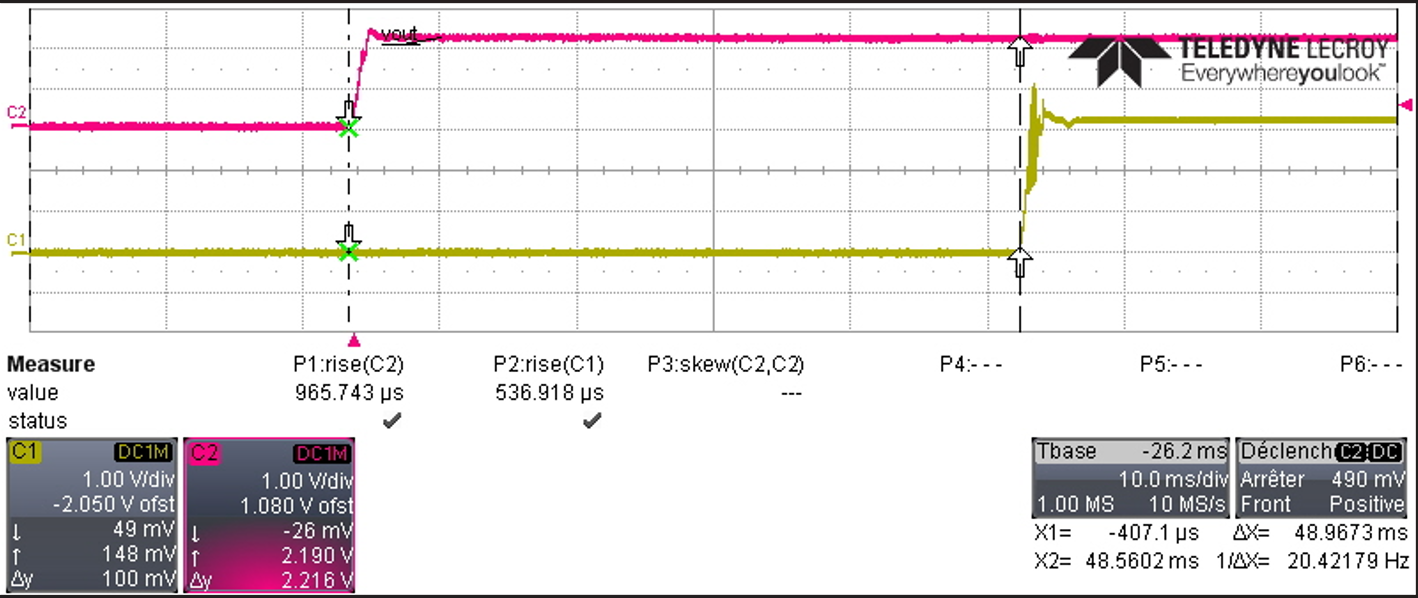 vout
TELEDYNE LECROY
Everywhereyoulook™
C2
C1
Measure P1:rise(C2) P2:rise(C1) P3:skew(C2,C2) P4:- - - P5:- - - P6:- - -
value 965.743 µs 536.918 µs ---
status
C1 DC1M
1.00 V/div
-2.050 V ofst
↓ 49 mV
↑ 148 mV
Δy 100 mV
C2 DC1M
1.00 V/div
1.080 V ofst
↓ -26 mV
↑ 2.190 V
Δy 2.216 V
Tbase -26.2 ms
10.0 ms/div
1.00 MS 10 MS/s
Déclench C2 DC
Arrêter 490 mV
Front Positive
X1= -407.1 µs ΔX= 48.9673 ms
X2= 48.5602 ms 1/ΔX= 20.42179 Hz